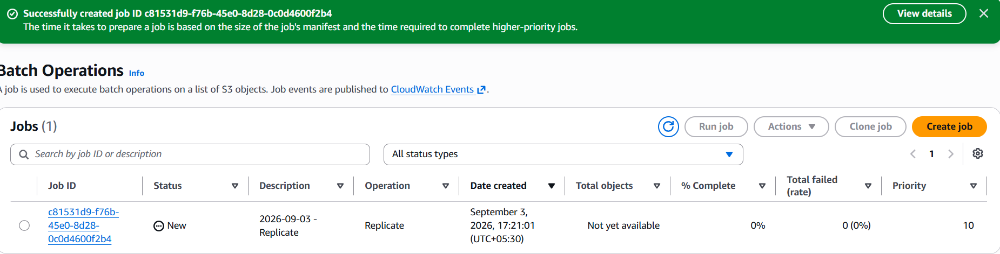 Successfully created job ID c81531d9-f76b-45e0-8d28-0c0d4600f2b4
The time it takes to prepare a job is based on the size of the job's manifest and the time required to complete higher-priority jobs.
View details
Batch Operations Info
A job is used to execute batch operations on a list of S3 objects. Job events are published to CloudWatch Events.
Jobs (1)
Run job
Actions
Clone job
Create job
Search by job ID or description
All status types
1
Job ID
Status
Description
Operation
Date created
Total objects
% Complete
Total failed
(rate)
Priority
c81531d9-f76b-
45e0-8d28-
0c0d4600f2b4
New
2026-09-03 -
Replicate
Replicate
September 3,
2026, 17:21:01
(UTC+05:30)
Not yet available
0%
0 (0%)
10